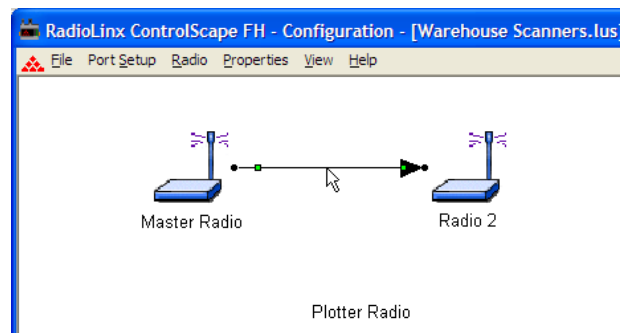 RadioLinx ControlScape FH - Configuration - [Warehouse Scanners.lus]
File Port Setup Radio Properties View Help
Master Radio
Radio 2
Plotter Radio